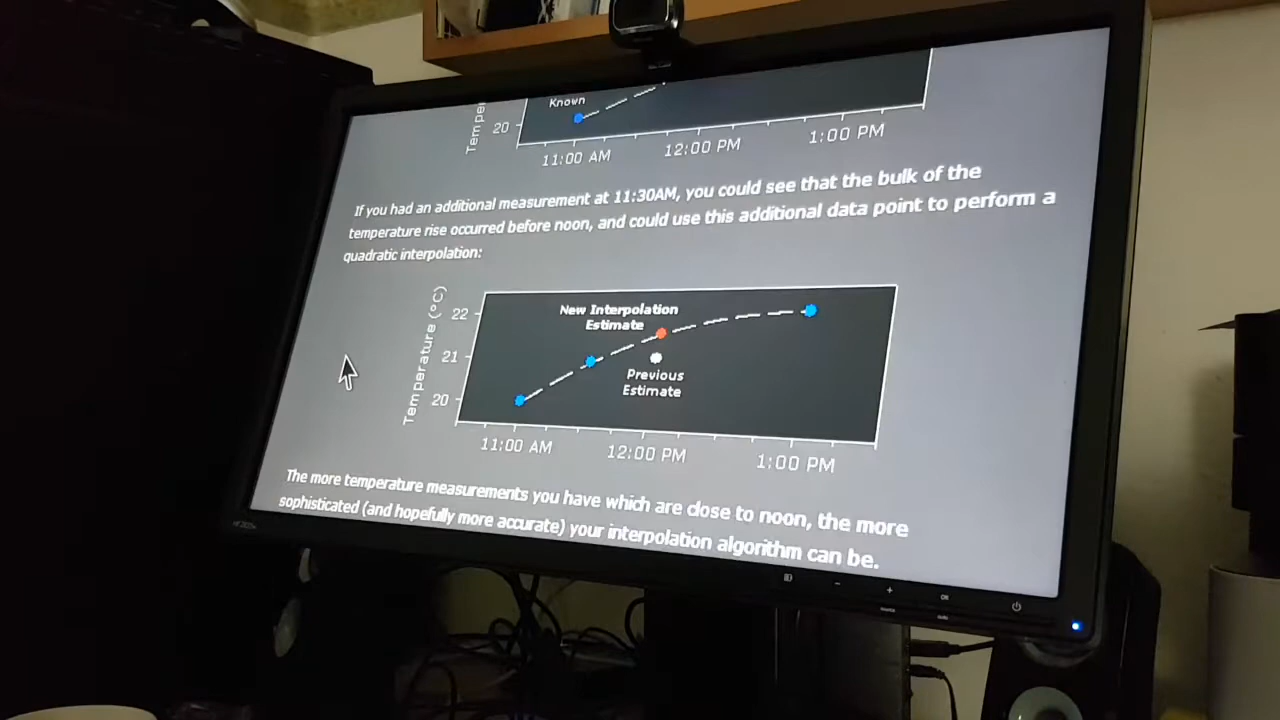 Known
20
11:00 AM 12:00 PM 1:00 PM
If you had an additional measurement at 11:30AM, you could see that the bulk of the
temperature rise occurred before noon, and could use this additional data point to perform a
quadratic interpolation:
Temperature (°C)
22
21
20
New Interpolation
Estimate
Previous
Estimate
11:00 AM 12:00 PM 1:00 PM
The more temperature measurements you have which are close to noon, the more
sophisticated (and hopefully more accurate) your interpolation algorithm can be.
OK